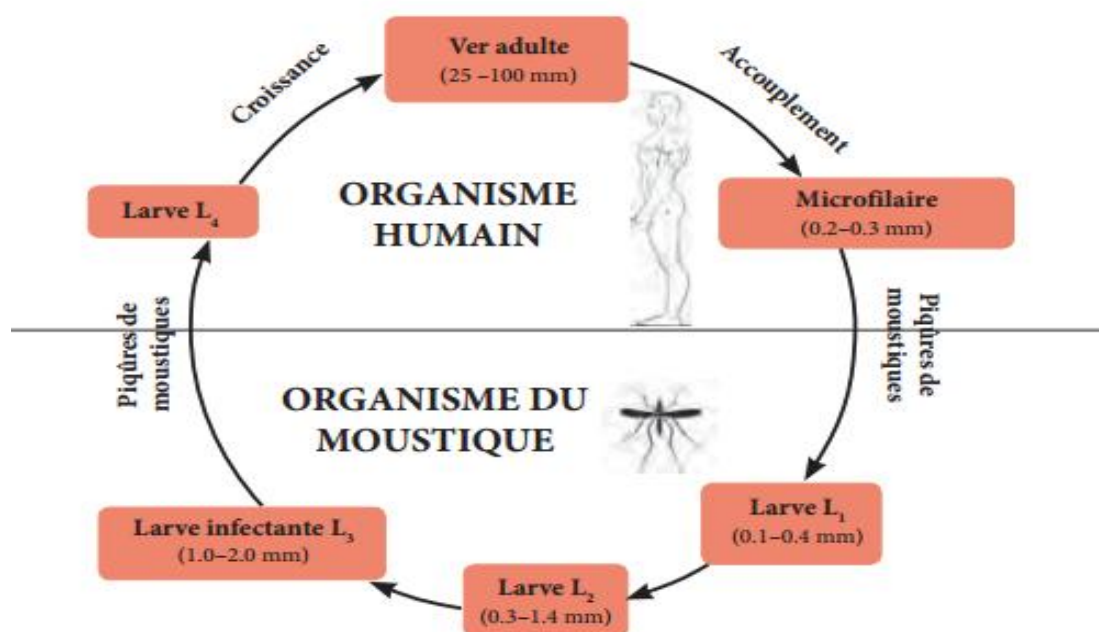 Ver adulte
(25 –100 mm)
Croissance
Accouplement
Larve L₄
ORGANISME
HUMAIN
Microfilaire
(0.2–0.3 mm)
Piqûres de
moustiques
Piqûres de
moustiques
ORGANISME DU
MOUSTIQUE
Larve infectante L₃
(1.0–2.0 mm)
Larve L₁
(0.1–0.4 mm)
Larve L₂
(0.3–1.4 mm)